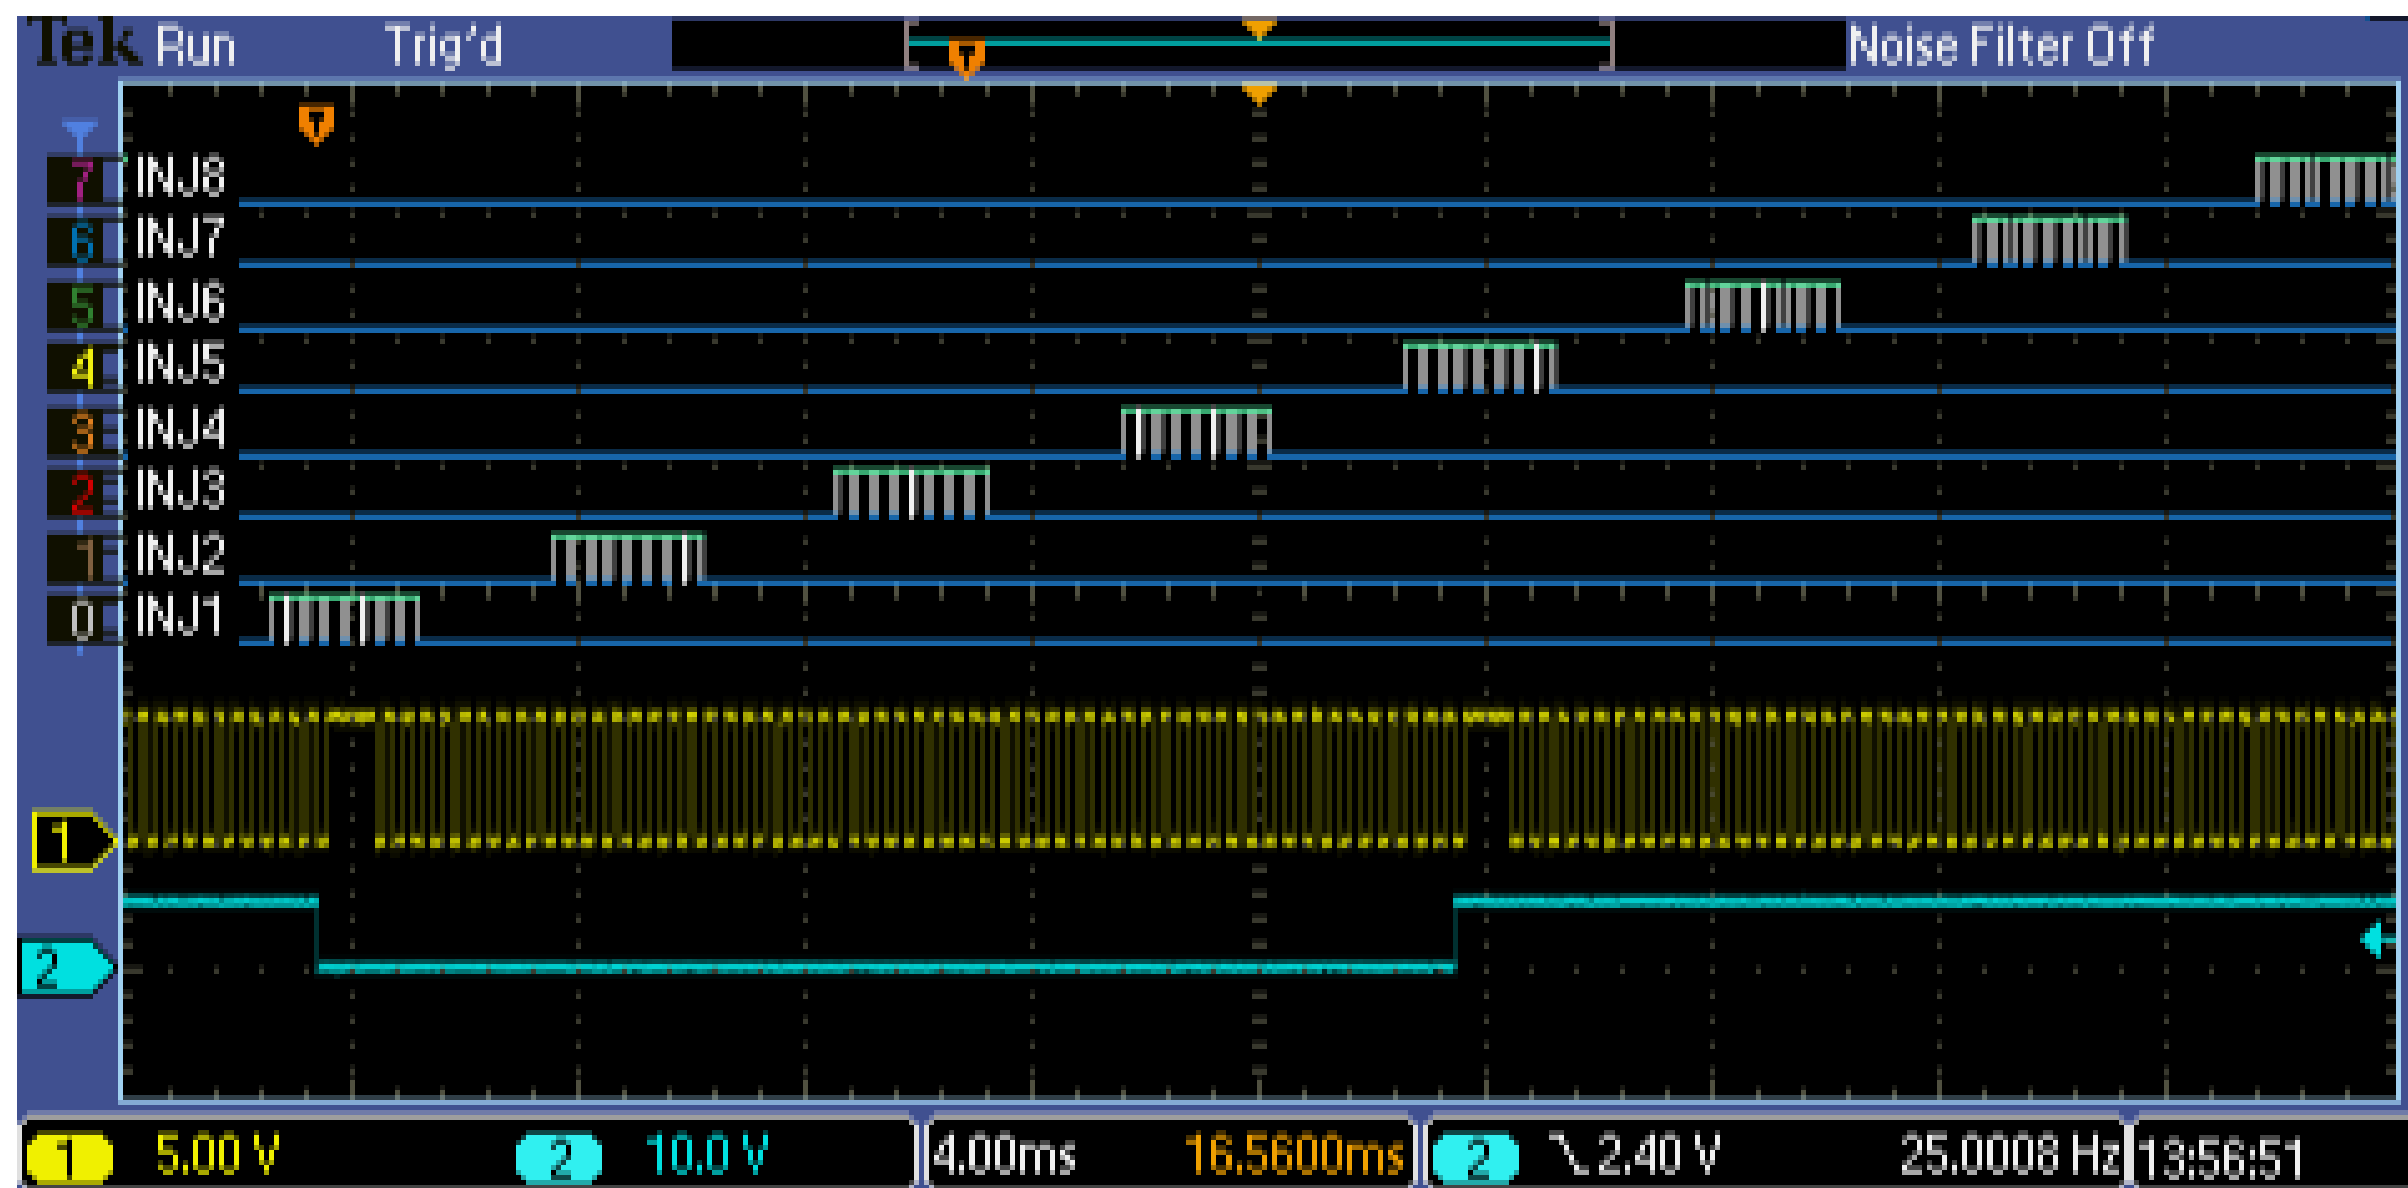 Tek Run Trig'd Noise Filter Off
T
T
7 INJ8
6 INJ7
5 INJ6
4 INJ5
3 INJ4
2 INJ3
1 INJ2
0 INJ1
1
2
1 5.00 V 2 10.0 V 4.00ms 16.5600ms 2 2.40 V 25.0008 Hz 13:56:51